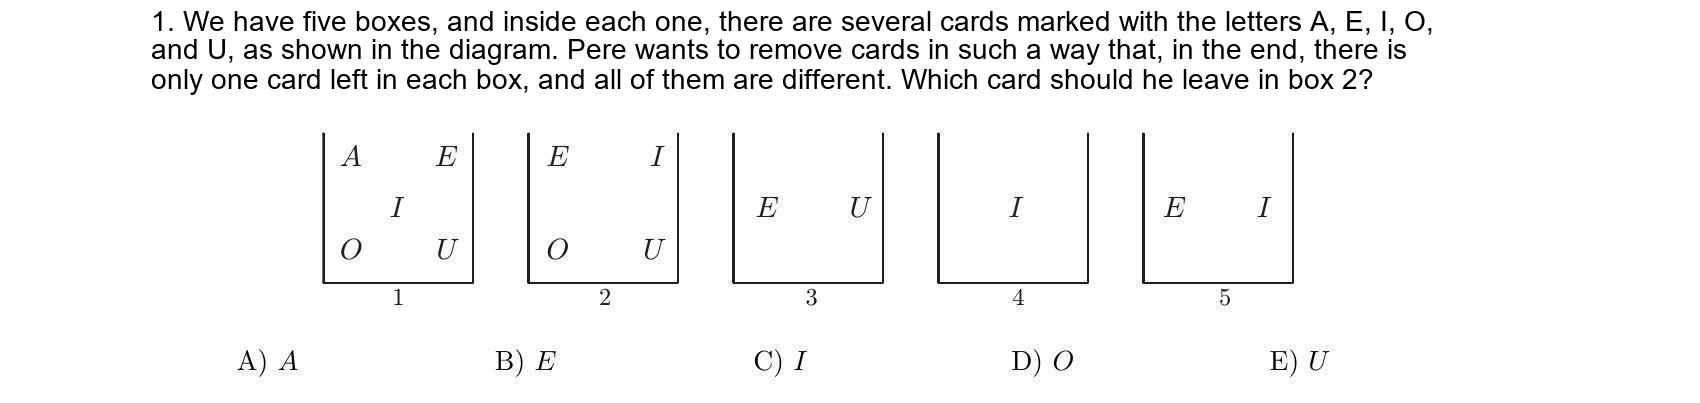 1. We have five boxes, and inside each one, there are several cards marked with the letters A, E, I, O,
and U, as shown in the diagram. Pere wants to remove cards in such a way that, in the end, there is
only one card left in each box, and all of them are different. Which card should he leave in box 2?
A E E I
I E U I E I
O U O U
1 2 3 4 5
A) A B) E C) I D) O E) U